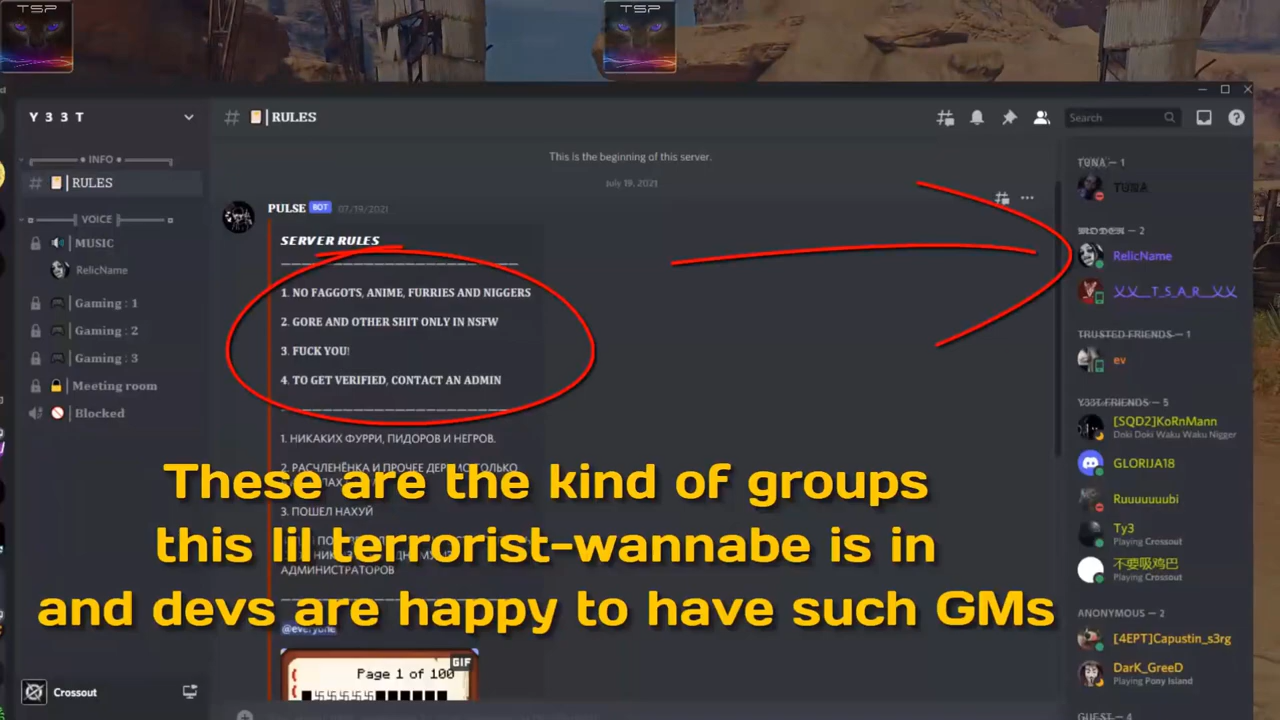 TSP
TSP
Y 3 3 T
# | RULES
Search
INFO
# | RULES
VOICE
MUSIC
RelicName
Gaming : 1
Gaming : 2
Gaming : 3
Meeting room
Blocked
Crossout
This is the beginning of this server.
July 19, 2021
PULSE BOT 07/19/2021
SERVER RULES
1. NO FAGGOTS, ANIME, FURRIES AND NIGGERS
2. GORE AND OTHER SHIT ONLY IN NSFW
3. FUCK YOU!
4. TO GET VERIFIED, CONTACT AN ADMIN
1. НИКАКИХ ФУРРИ, ПИДОРОВ И НЕГРОВ.
2. РАСЧЛЕНЁНКА И ПРОЧЕЕ
3. ПОШЕЛ НАХУЙ
АДМИНИСТРАТОРОВ
@everyone
GIF
Page 1 of 100
These are the kind of groups
this lil terrorist-wannabe is in
and devs are happy to have such GMs
TUNA — 1
TUNA
— 2
RelicName
X_X__T_S_A_R__X_X
TRUSTED FRIENDS — 1
ev
Y33T FRIENDS — 5
[SQD2]KoRnMann
Doki Doki Waku Waku Nigger
GLORIJA18
Ruuuuuuubi
Ty3
Playing Crossout
不要吸鸡巴
Playing Crossout
ANONYMOUS — 2
[4EPT]Capustin_s3rg
DarK_GreeD
Playing Pony Island
GUEST — 4